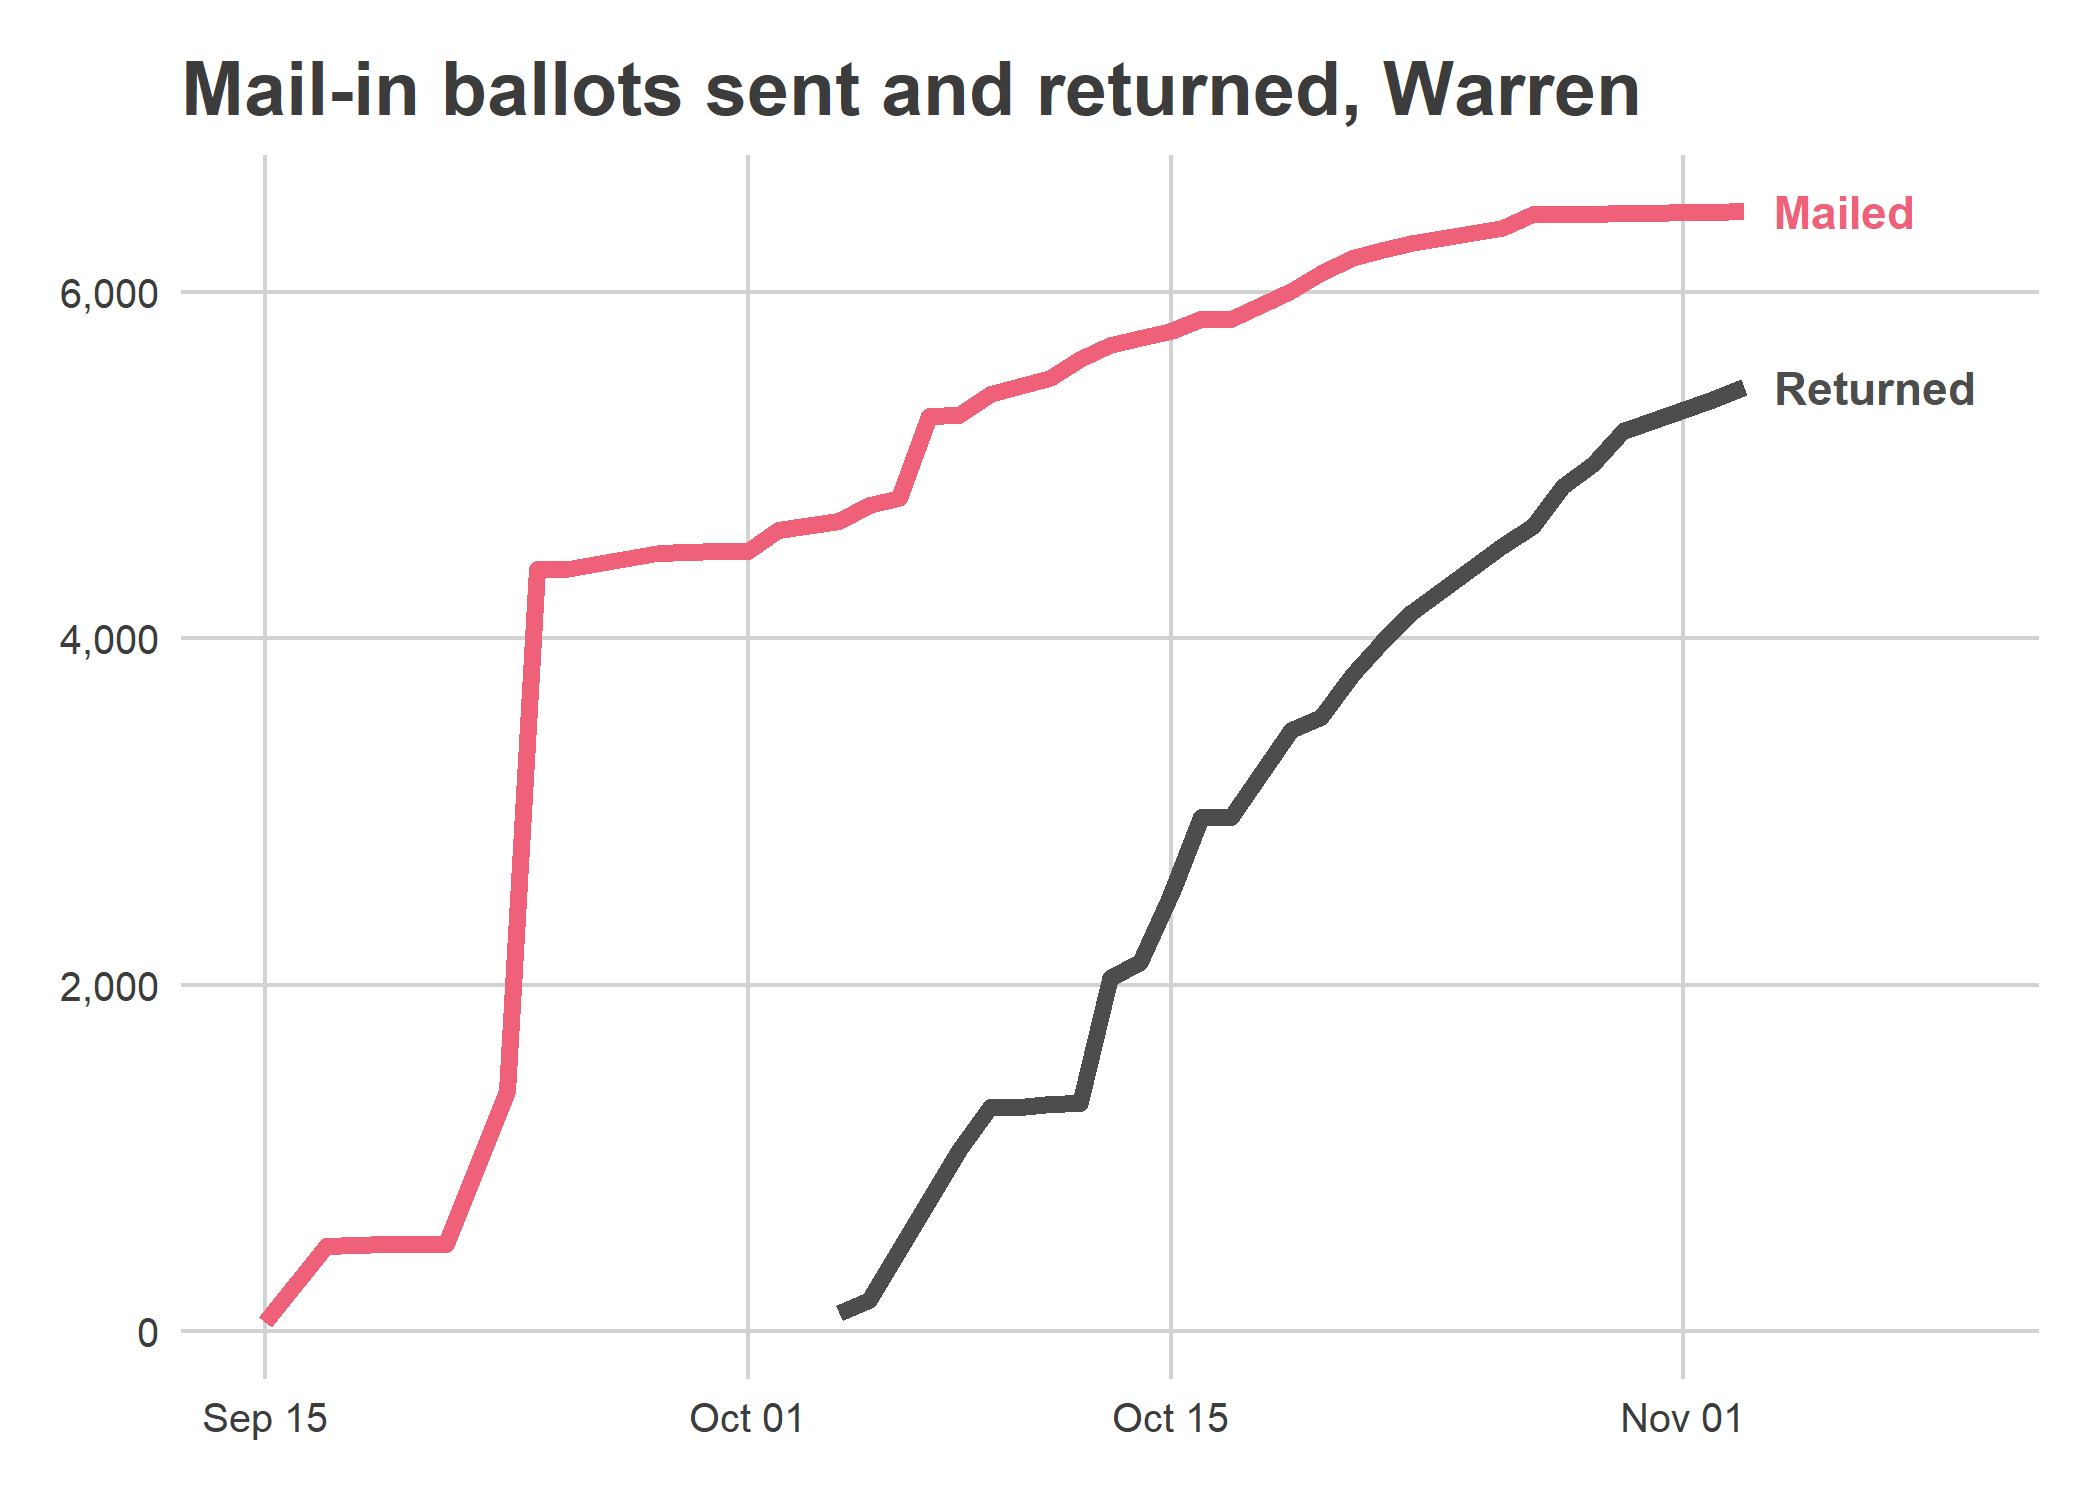 Mail-in ballots sent and returned, Warren
Mailed
6,000
Returned
4,000
2,000
0
Sep 15
Oct 01
Oct 15
Nov 01